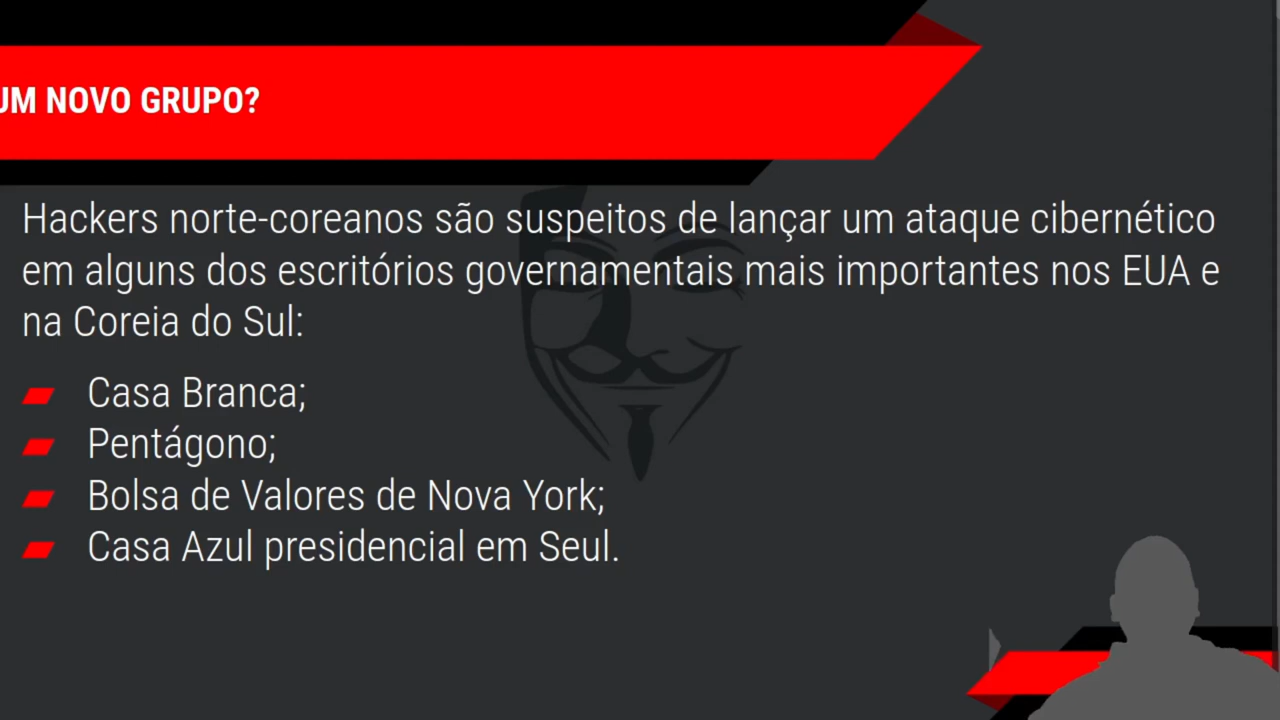 UM NOVO GRUPO?
Hackers norte-coreanos são suspeitos de lançar um ataque cibernético
em alguns dos escritórios governamentais mais importantes nos EUA e
na Coreia do Sul:
Casa Branca;
Pentágono;
Bolsa de Valores de Nova York;
Casa Azul presidencial em Seul.